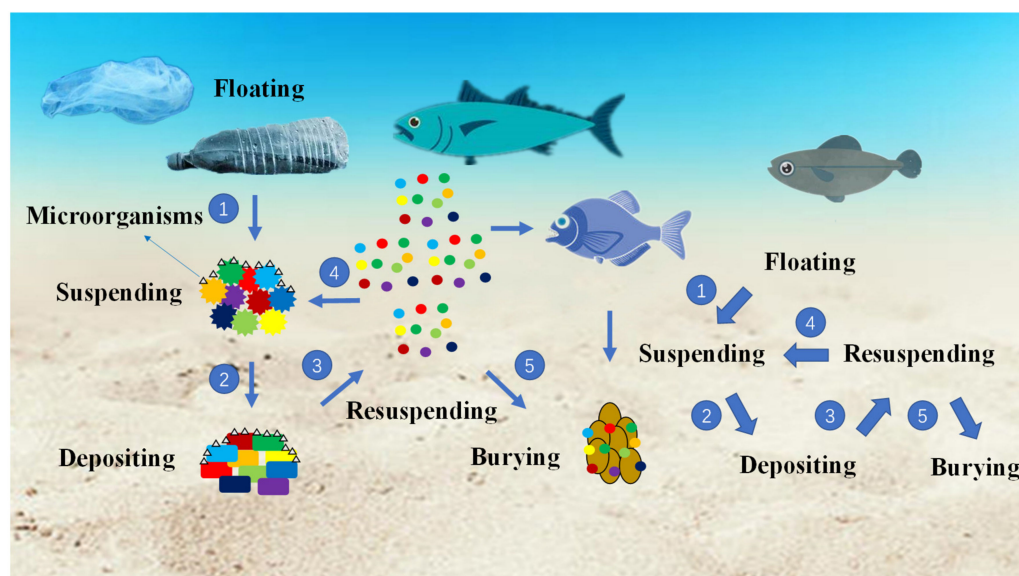 Floating
1
Microorganisms
4
Suspending
2
3
5
Resuspending
Depositing
Burying
Floating
1
4
Suspending
Resuspending
2
3
5
Depositing
Burying